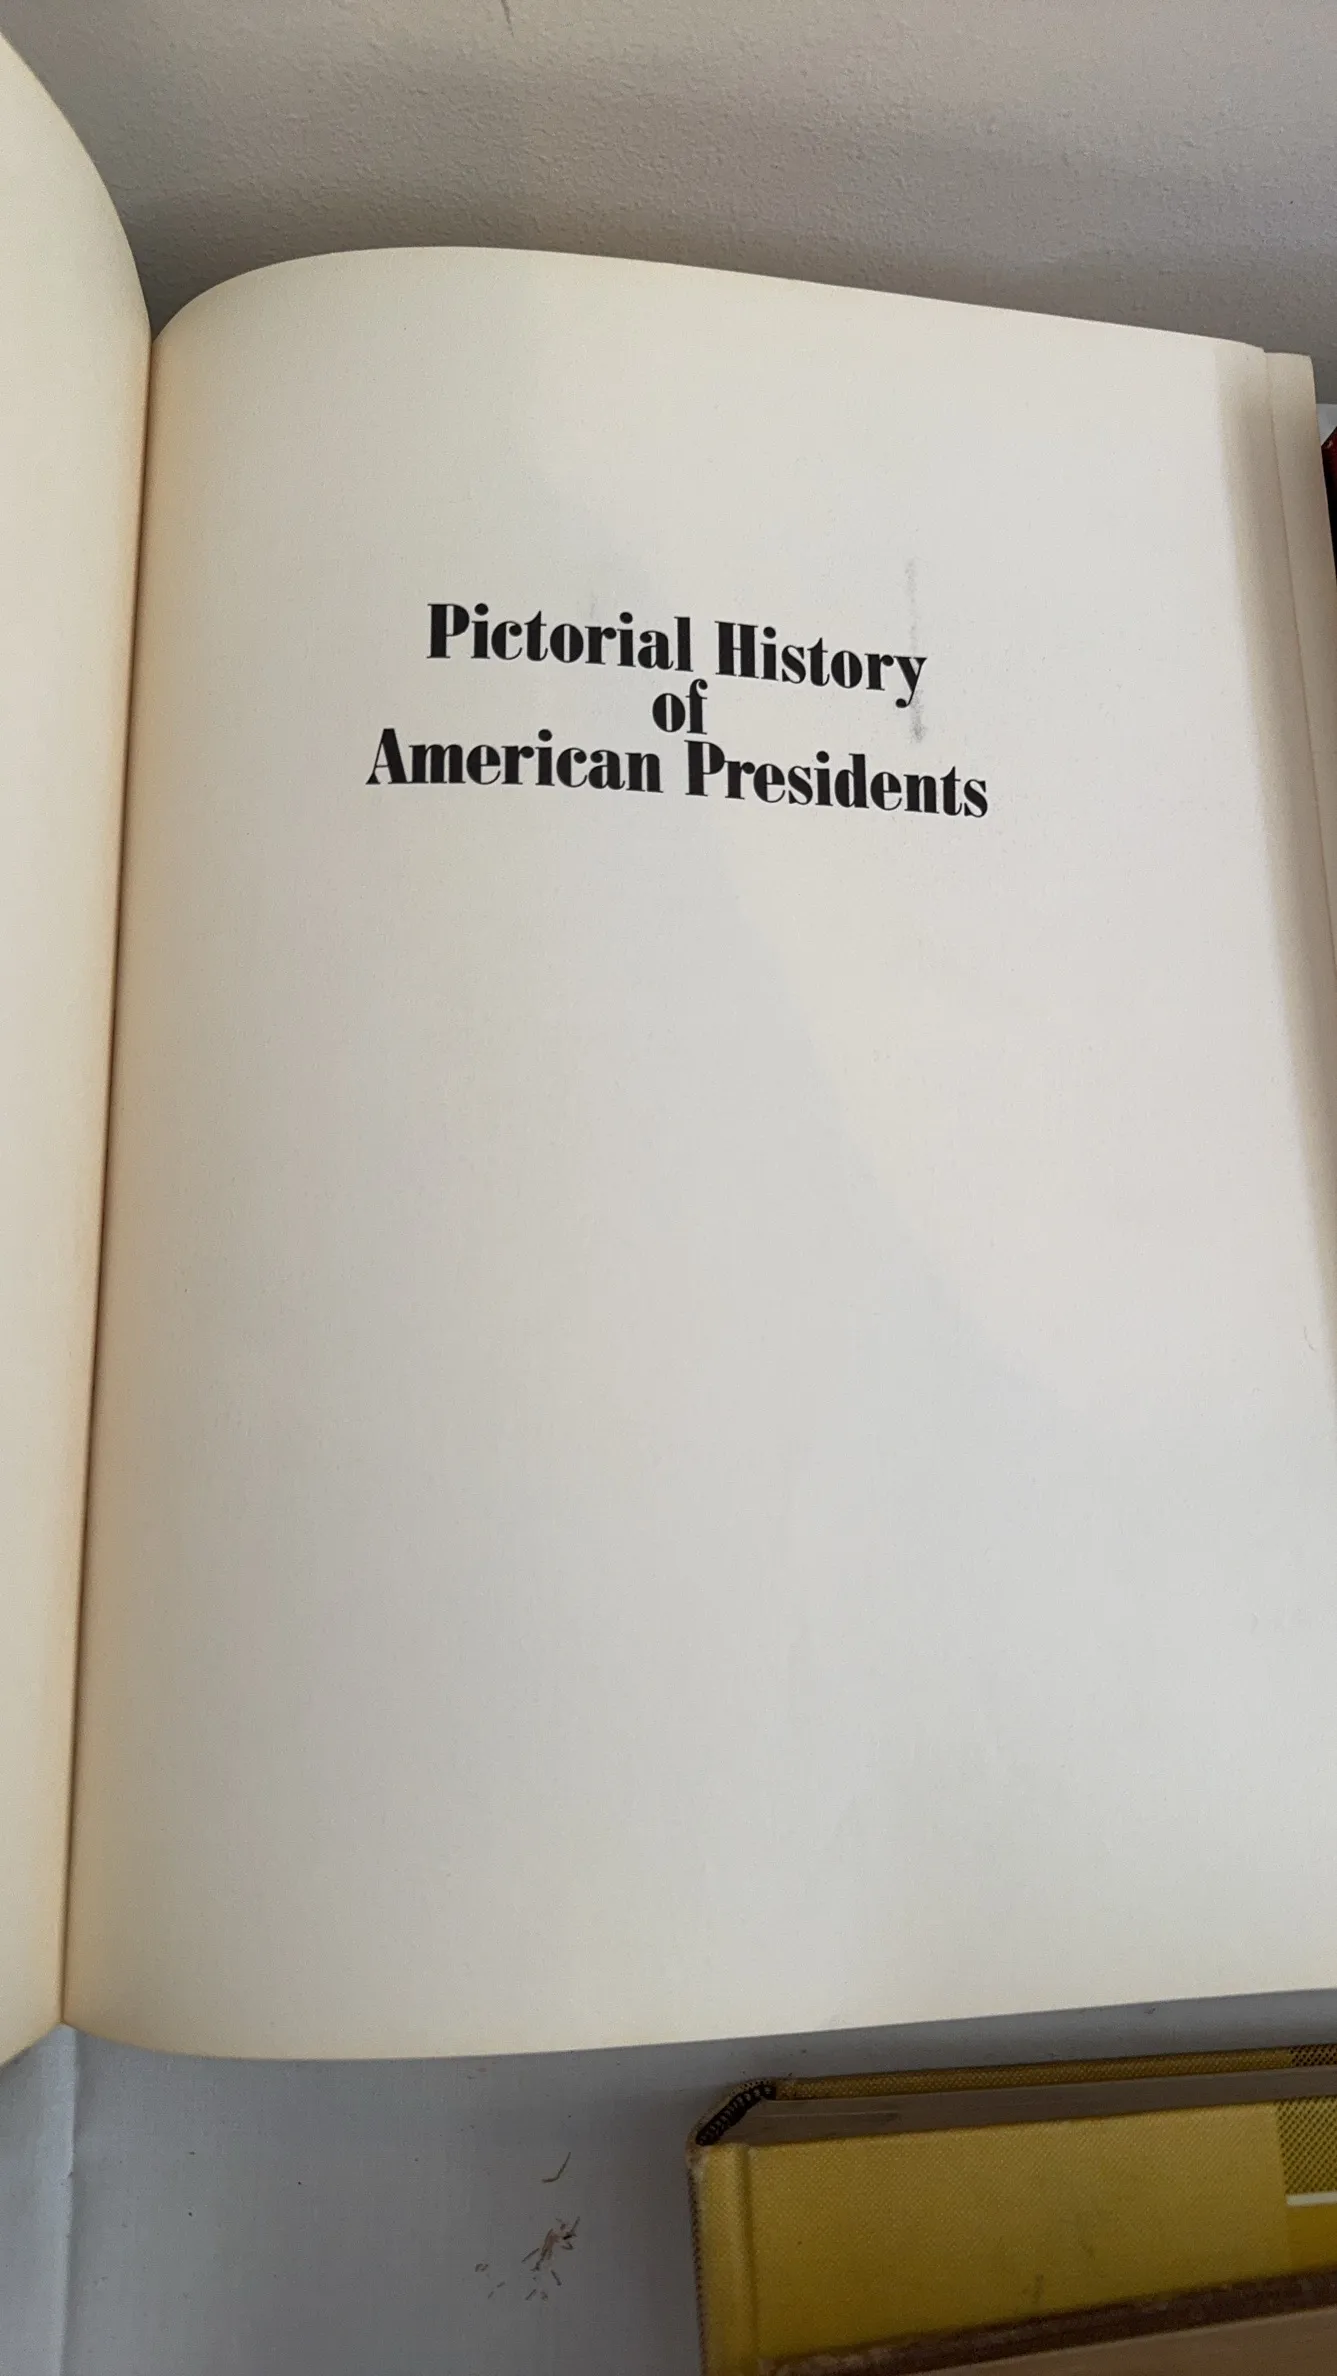 Pictorial History
of
American Presidents